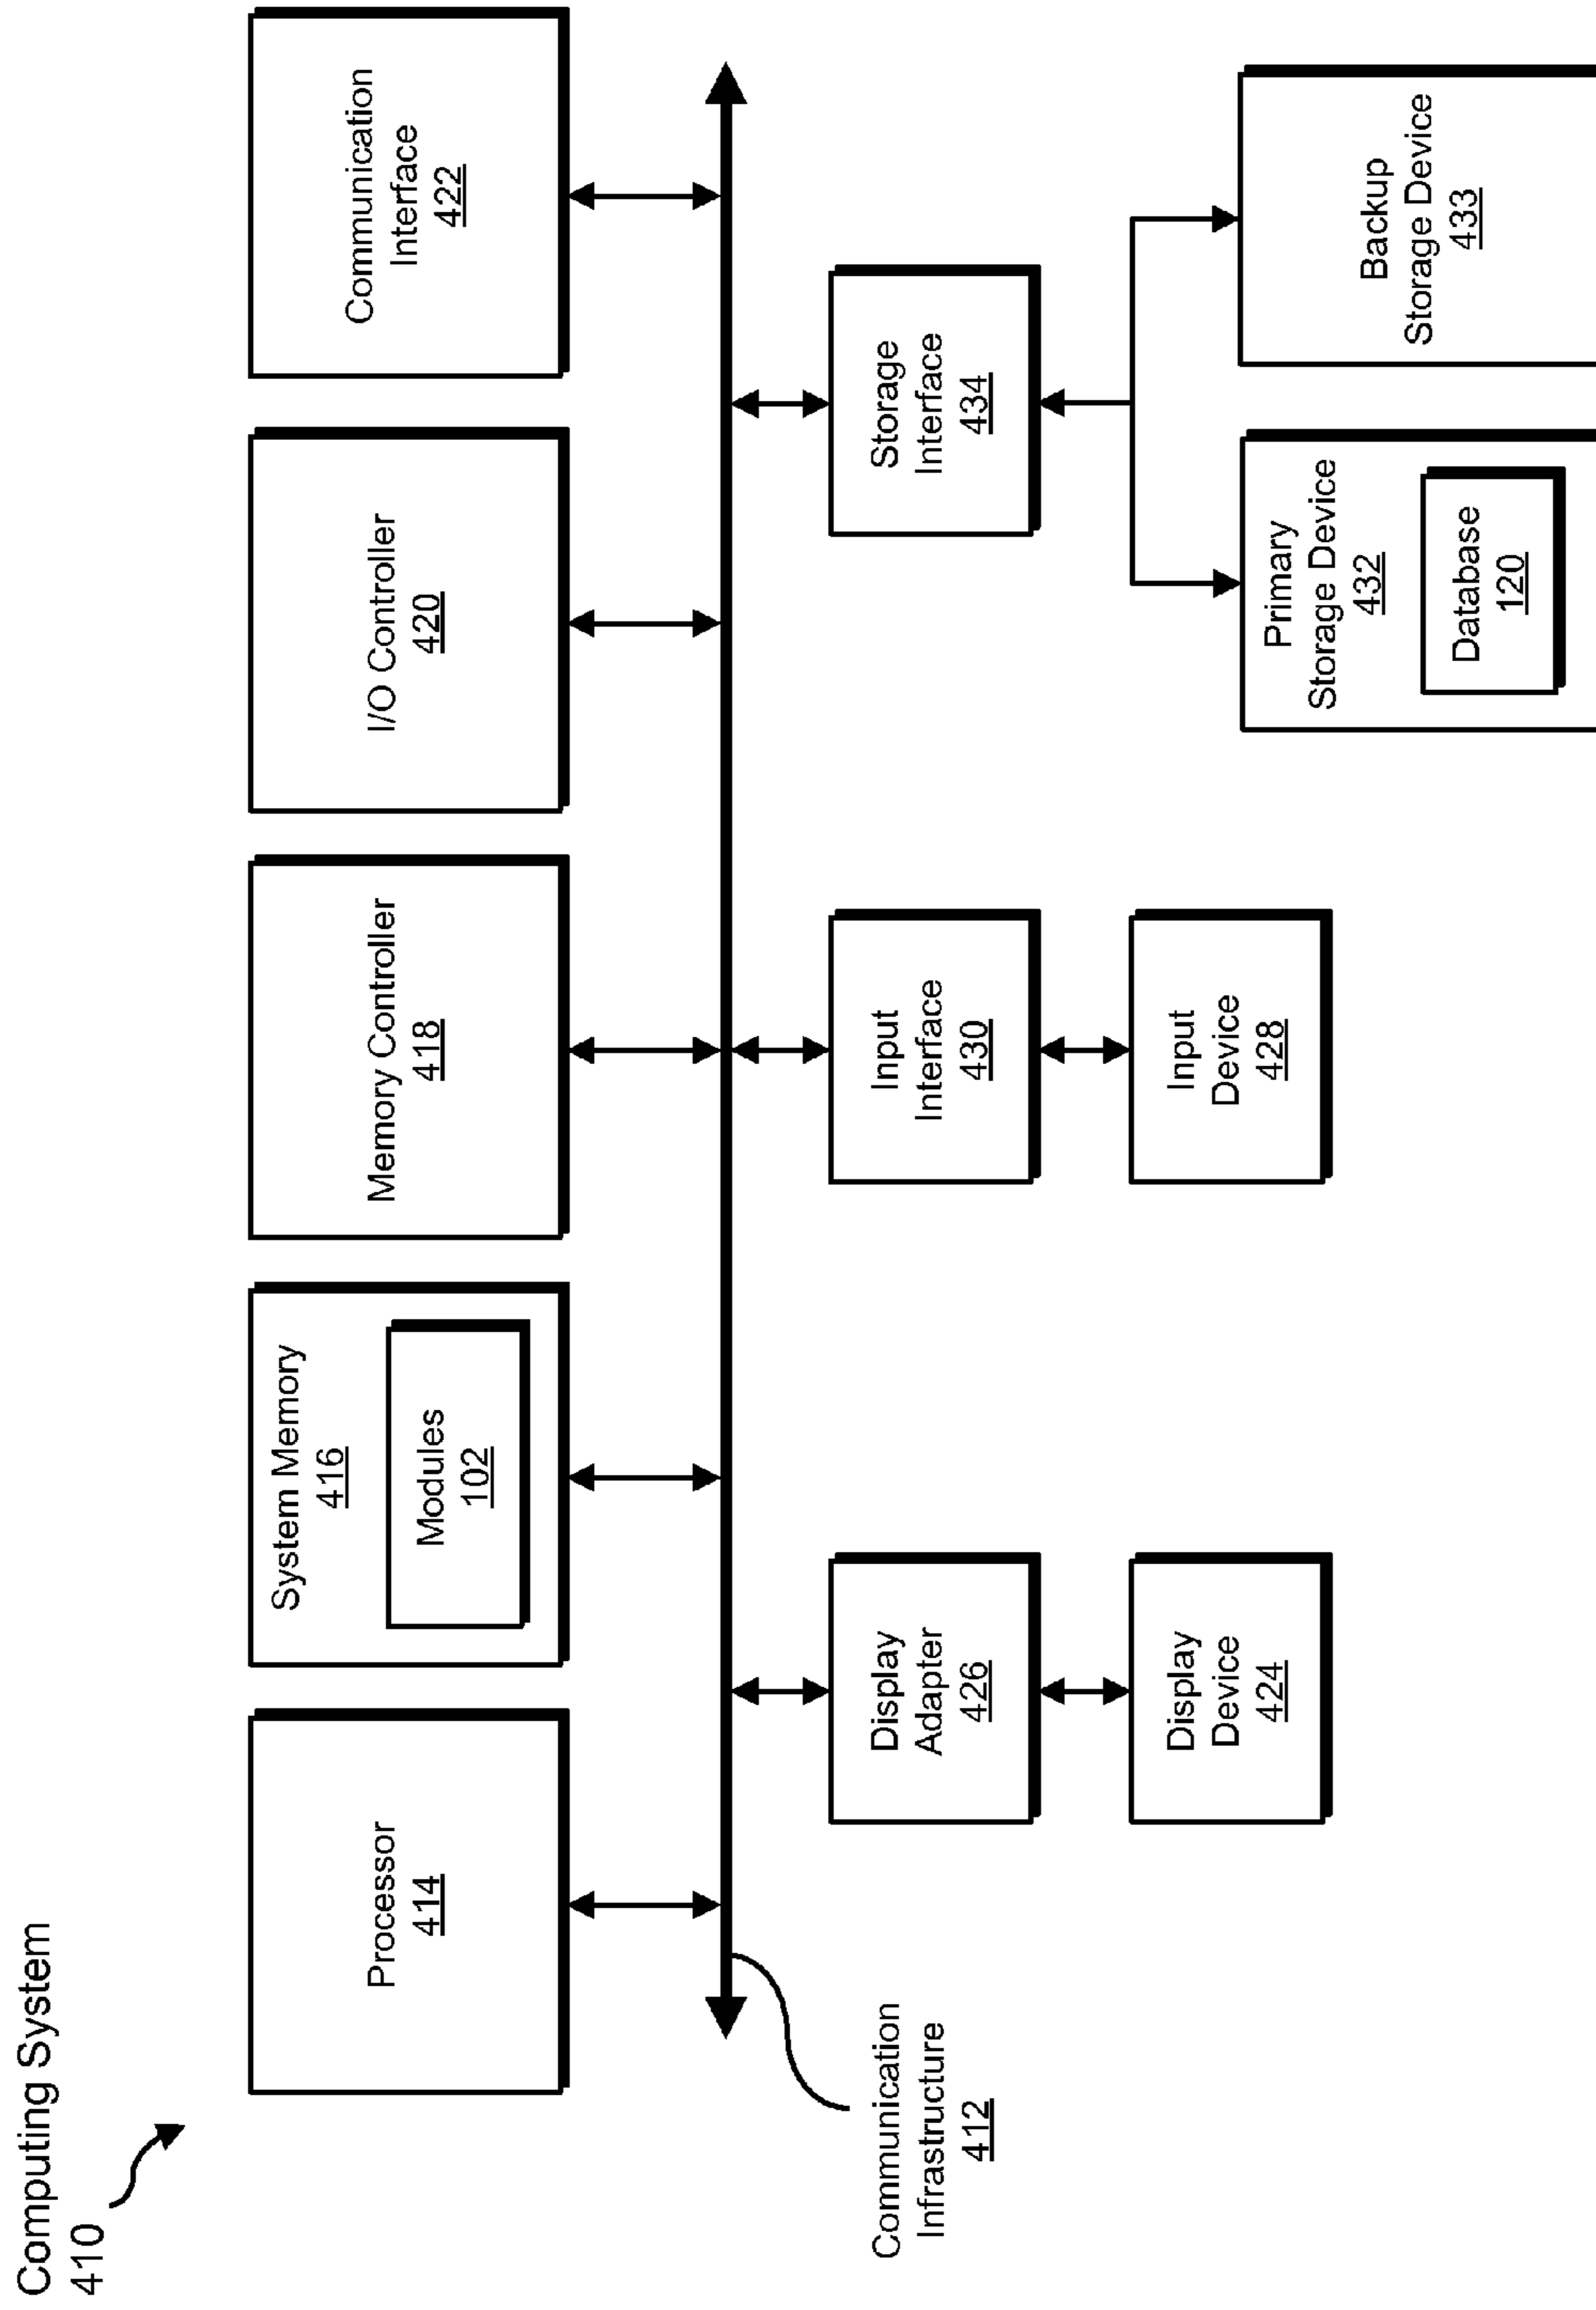 Computing System
410
Processor
414
System Memory
416
Modules
102
Memory Controller
418
I/O Controller
420
Communication
Interface
422
Communication
Infrastructure
412
Display
Adapter
426
Input
Interface
430
Storage
Interface
434
Display
Device
424
Input
Device
428
Primary
Storage Device
432
Database
120
Backup
Storage Device
433